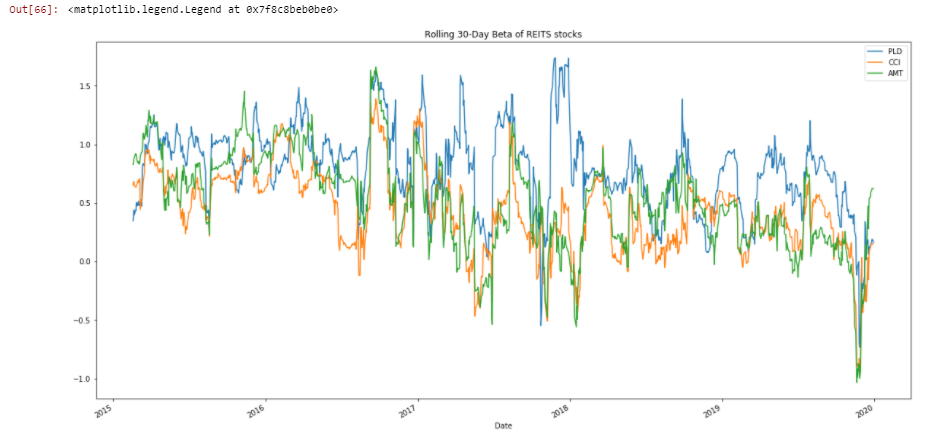 Out[66]: <matplotlib.legend.Legend at 0x7f8c8beb0be0>
Rolling 30-Day Beta of REITS stocks
PLD
CCI
AMT
1.5
1.0
0.5
0.0
−0.5
−1.0
2015
2016
2017
2018
2019
2020
Date